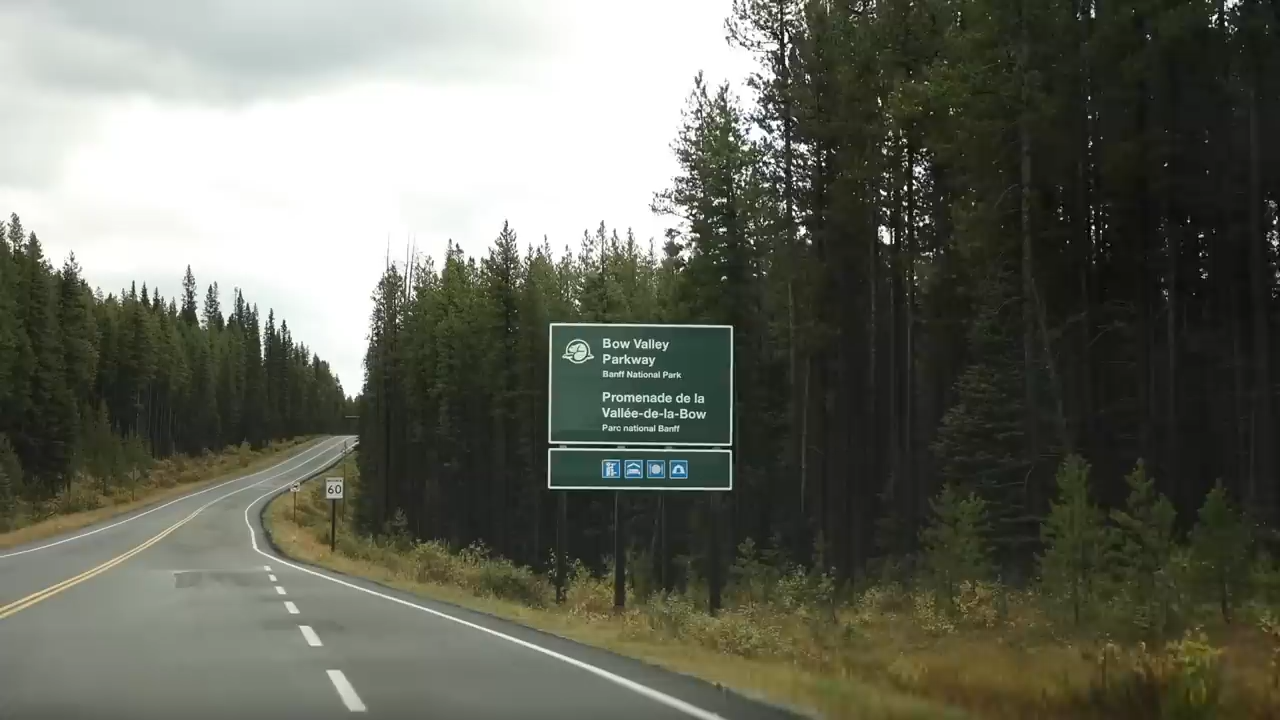 Bow Valley
Parkway
Banff National Park
Promenade de la
Vallée-de-la-Bow
Parc national Banff
60